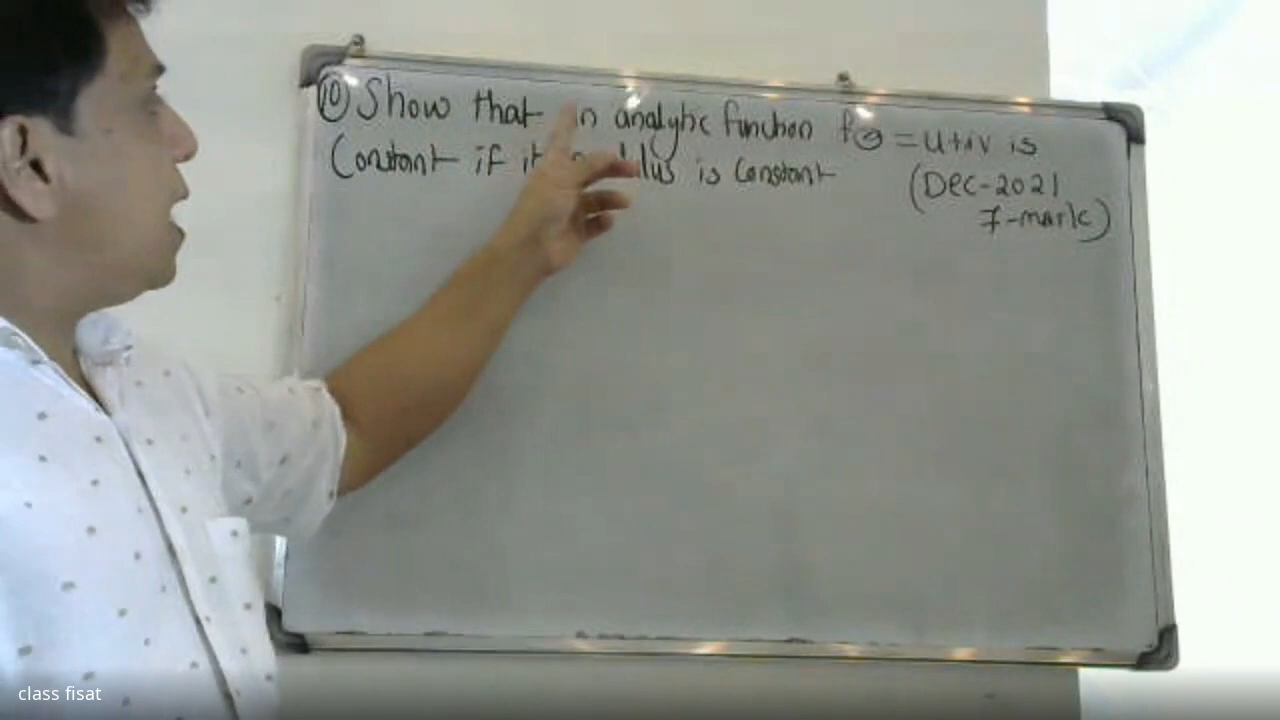 (10) Show that an analytic function f(z) = u+iv is
Constant if it modulus is constant
(Dec-2021
7-mark)
class fisat